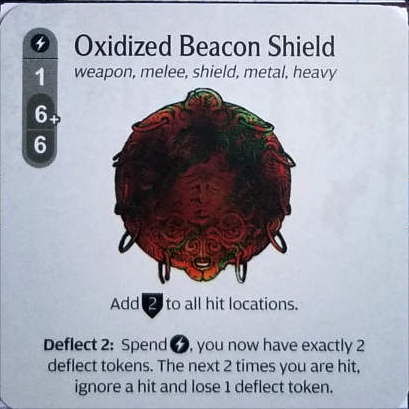 Oxidized Beacon Shield
weapon, melee, shield, metal, heavy
1
6+
6
Add 2 to all hit locations.
Deflect 2: Spend , you now have exactly 2
deflect tokens. The next 2 times you are hit,
ignore a hit and lose 1 deflect token.